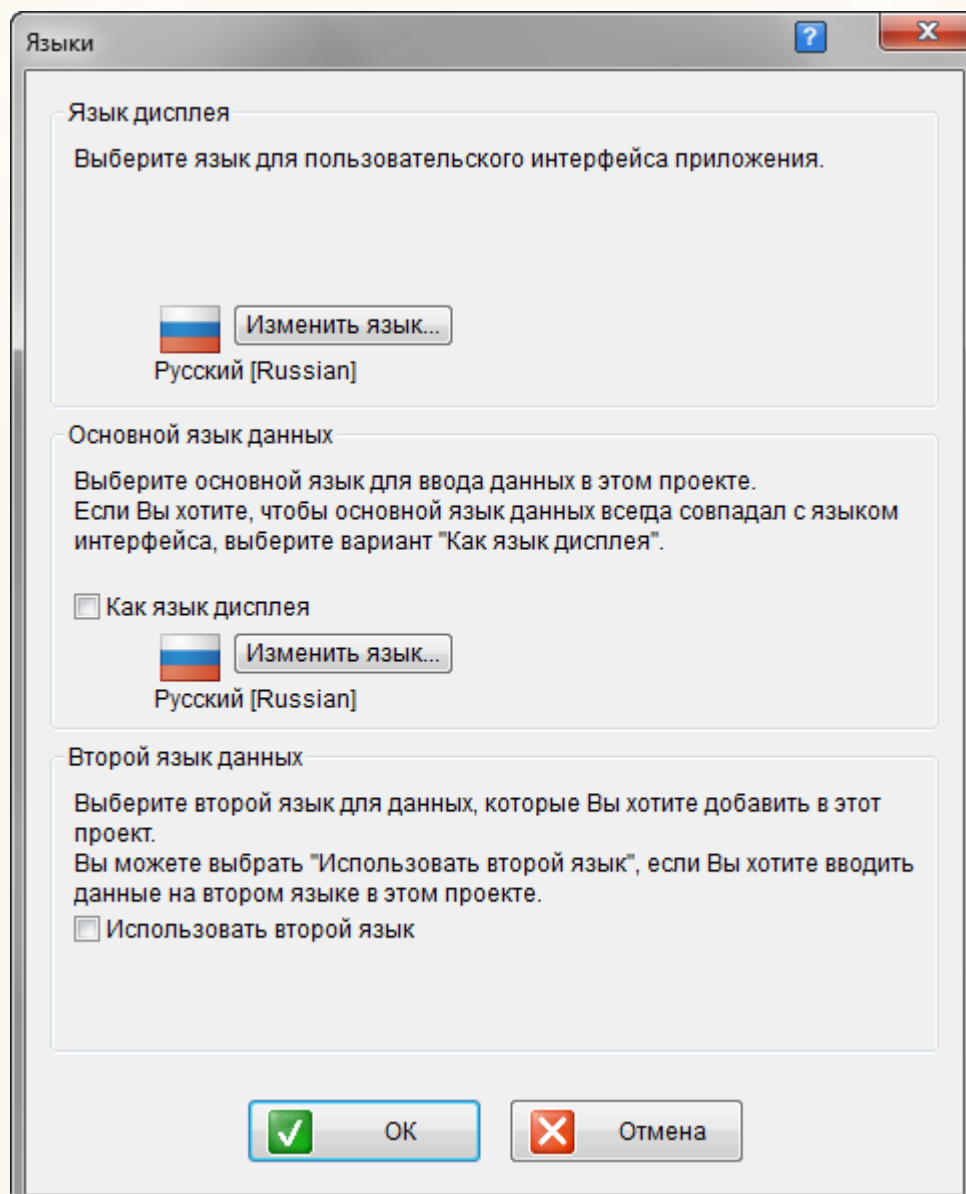 Языки
?
Язык дисплея
Выберите язык для пользовательского интерфейса приложения.
Изменить язык...
Русский [Russian]
Основной язык данных
Выберите основной язык для ввода данных в этом проекте.
Если Вы хотите, чтобы основной язык данных всегда совпадал с языком
интерфейса, выберите вариант "Как язык дисплея".
Как язык дисплея
Изменить язык...
Русский [Russian]
Второй язык данных
Выберите второй язык для данных, которые Вы хотите добавить в этот
проект.
Вы можете выбрать "Использовать второй язык", если Вы хотите вводить
данные на втором языке в этом проекте.
Использовать второй язык
ОК Отмена